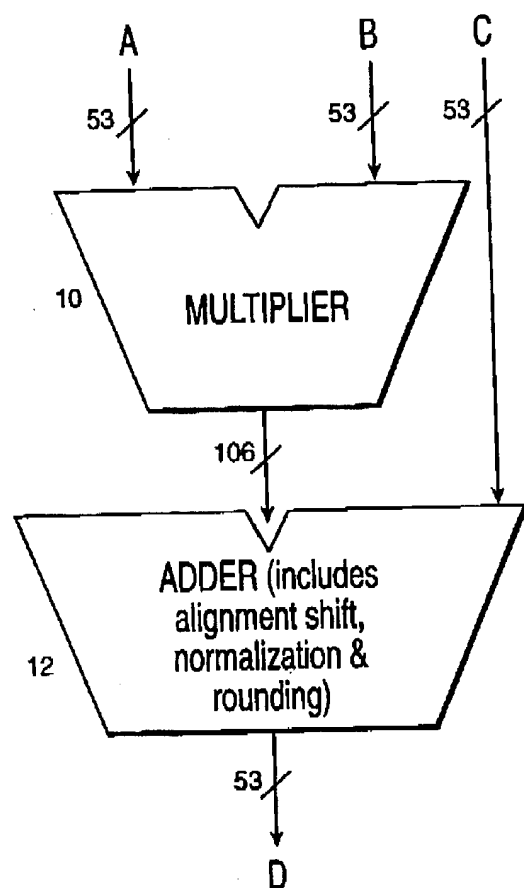 A B C
53 53 53
10
MULTIPLIER
106
ADDER (includes
alignment shift,
normalization &
rounding)
12
53
D